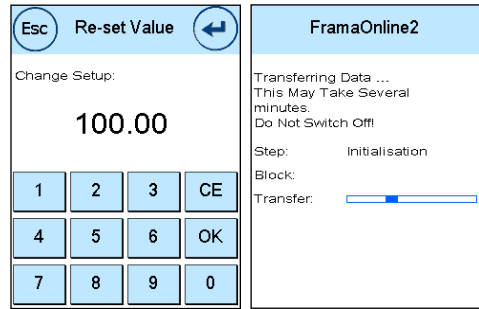 Esc Re-set Value
Change Setup:
100.00
1 2 3 CE
4 5 6 OK
7 8 9 0
FramaOnline2
Transferring Data ...
This May Take Several
minutes.
Do Not Switch Off!
Step: Initialisation
Block:
Transfer: